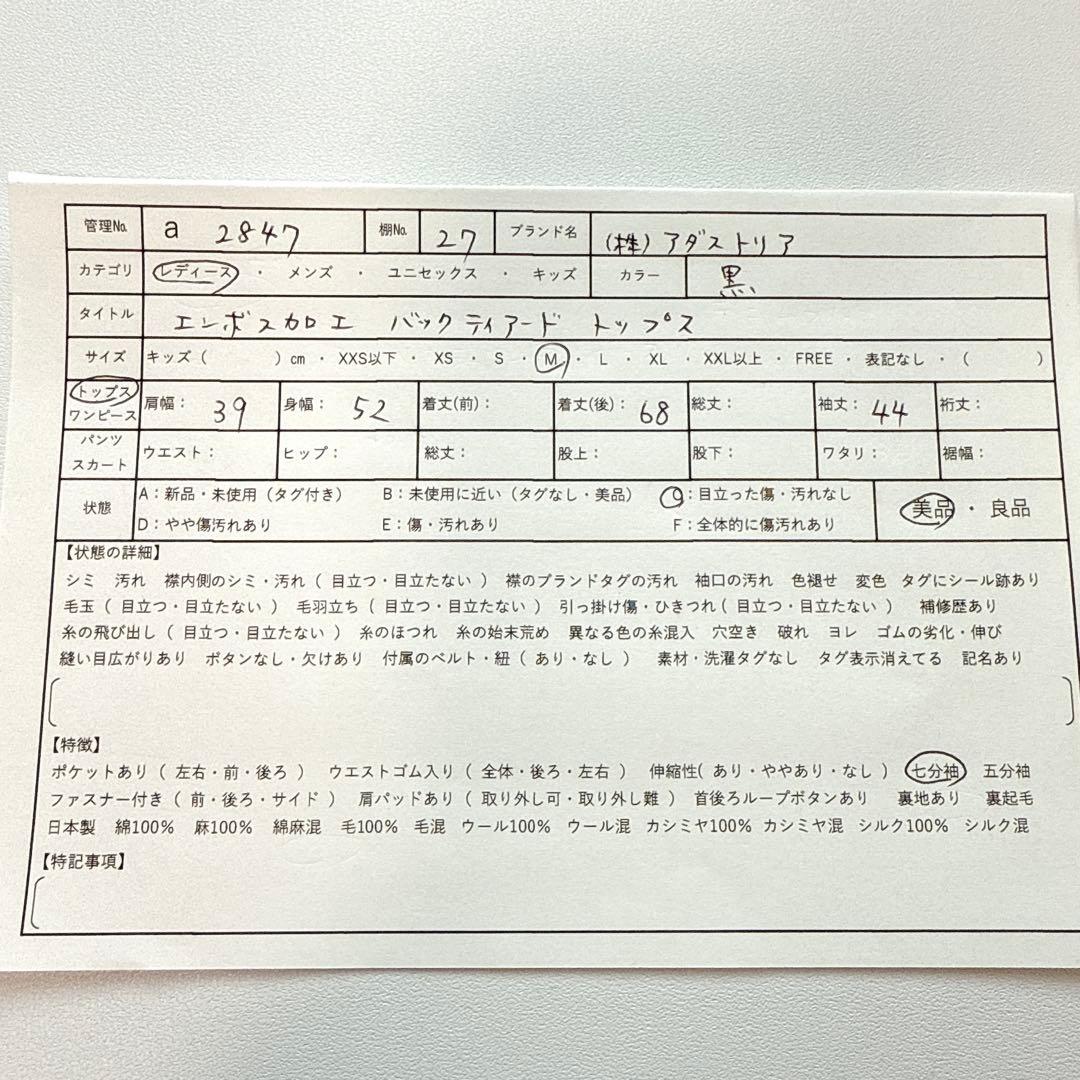 管理No. a 2847 棚No. 27 ブランド名 (株)アダストリア
カテゴリ レディース ・ メンズ ・ ユニセックス ・ キッズ カラー 黒
タイトル エンボス加工 バックティアード トップス
サイズ キッズ( )cm ・ XXS以下 ・ XS ・ S ・ M ・ L ・ XL ・ XXL以上 ・ FREE ・ 表記なし ・ ( )
トップス
ワンピース 肩幅： 39 身幅： 52 着丈(前)： 着丈(後)： 68 総丈： 袖丈： 44 裄丈：
パンツ
スカート ウエスト： ヒップ： 総丈： 股上： 股下： ワタリ： 裾幅：
状態 A：新品・未使用（タグ付き） B：未使用に近い（タグなし・美品） C：目立った傷・汚れなし 美品 ・ 良品
D：やや傷汚れあり E：傷・汚れあり F：全体的に傷汚れあり
【状態の詳細】
シミ 汚れ 襟内側のシミ・汚れ（ 目立つ・目立たない ） 襟のブランドタグの汚れ 袖口の汚れ 色褪せ 変色 タグにシール跡あり
毛玉（ 目立つ・目立たない ） 毛羽立ち（ 目立つ・目立たない ） 引っ掛け傷・ひきつれ（ 目立つ・目立たない ） 補修歴あり
糸の飛び出し（ 目立つ・目立たない ） 糸のほつれ 糸の始末荒め 異なる色の糸混入 穴空き 破れ ヨレ ゴムの劣化・伸び
縫い目広がりあり ボタンなし・欠けあり 付属のベルト・紐（ あり・なし ） 素材・洗濯タグなし タグ表示消えてる 記名あり
【特徴】
ポケットあり（ 左右・前・後ろ ） ウエストゴム入り（ 全体・後ろ・左右 ） 伸縮性( あり・ややあり・なし ) 七分袖 五分袖
ファスナー付き（ 前・後ろ・サイド ） 肩パッドあり（ 取り外し可・取り外し難 ） 首後ろループボタンあり 裏地あり 裏起毛
日本製 綿100% 麻100% 綿麻混 毛100% 毛混 ウール100% ウール混 カシミヤ100% カシミヤ混 シルク100% シルク混
【特記事項】